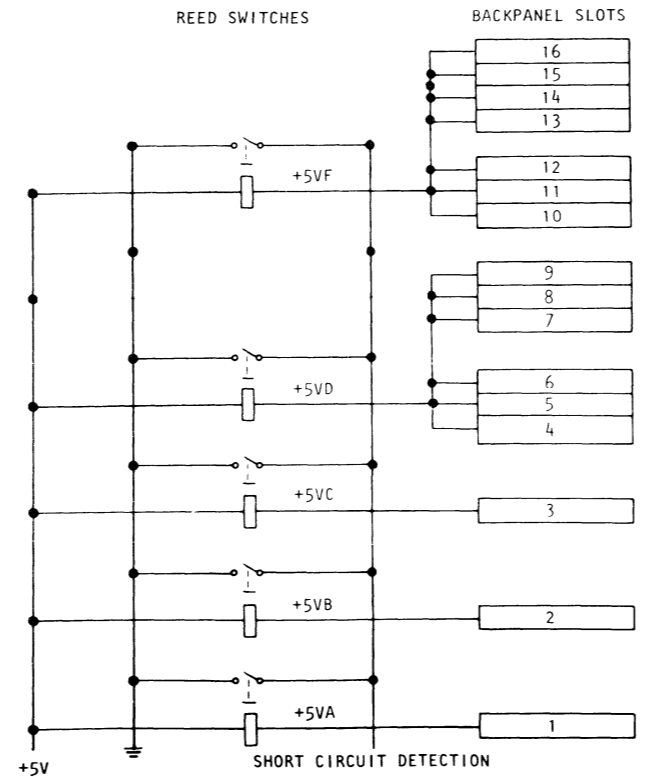 REED SWITCHES
BACKPANEL SLOTS
16
15
14
13
+5VF
12
11
10
9
8
7
+5VD
6
5
4
+5VC
3
+5VB
2
+5VA
1
+5V
SHORT CIRCUIT DETECTION